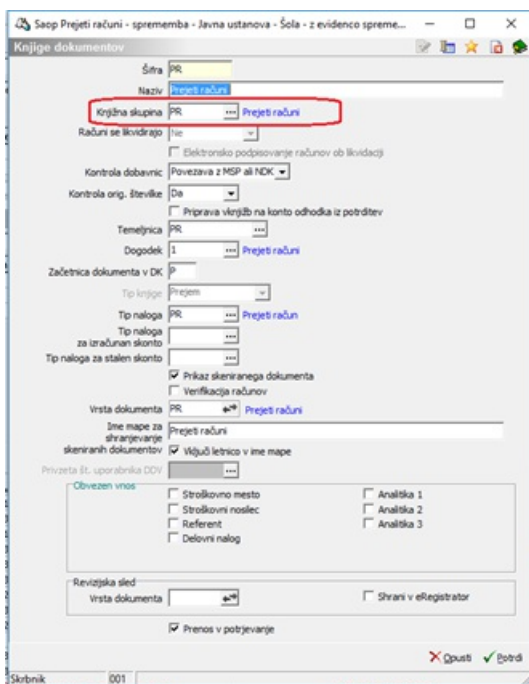 Saop Prejeti računi - sprememba - Javna ustanova - Šola - z evidenco spreme...
Knjige dokumentov
Šifra PR
Naziv Prejeti računi
Knjižna skupina PR ... Prejeti računi
Računi se likvidirajo Ne
Elektronsko podpisovanje računov ob likvidaciji
Kontrola dobavnic Povezava z MSP ali NDK
Kontrola orig. številke Da
Priprava vknjižb na konto odhodka iz potrditev
Temeljnica PR ...
Dogodek 1 ... Prejeti računi
Začetnica dokumenta v DK P
Tip knjige Prejem
Tip naloga PR ... Prejeti račun
Tip naloga
za izračunan skonto ...
Tip naloga za stalen skonto ...
Prikaz skeniranega dokumenta
Verifikacija računov
Vrsta dokumenta PR Prejeti računi
Ime mape za
shranjevanje
skeniranih dokumentov Prejeti računi
Vključi letnico v ime mape
Privzeta št. uporabnika DDV ...
Obvezen vnos
Stroškovno mesto Analitika 1
Stroškovni nosilec Analitika 2
Referent Analitika 3
Delovni nalog
Revizijska sled
Vrsta dokumenta Shrani v eRegistrator
Prenos v potrjevanje
Opusti Potrdi
Skrbnik 001